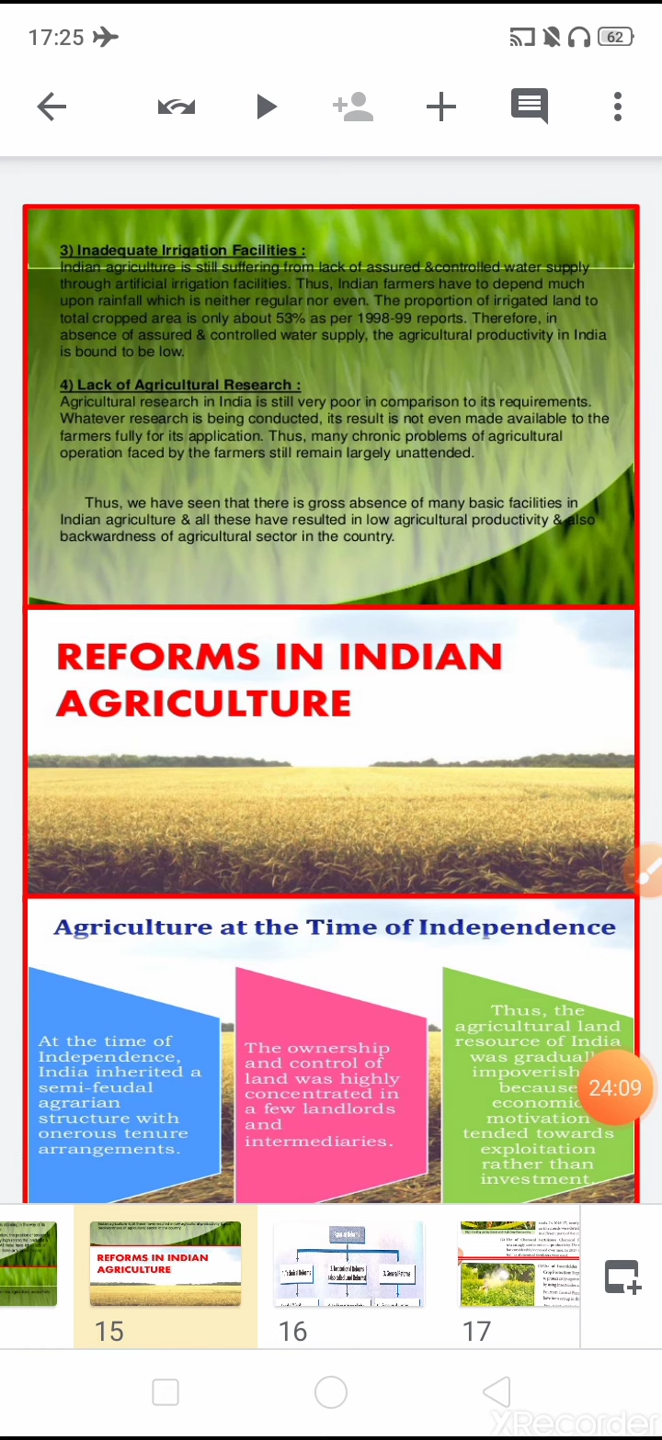 17:25
62
3) Inadequate Irrigation Facilities :
Indian agriculture is still suffering from lack of assured &controlled water supply
through artificial irrigation facilities. Thus, Indian farmers have to depend much
upon rainfall which is neither regular nor even. The proportion of irrigated land to
total cropped area is only about 53% as per 1998-99 reports. Therefore, in
absence of assured & controlled water supply, the agricultural productivity in India
is bound to be low.
4) Lack of Agricultural Research :
Agricultural research in India is still very poor in comparison to its requirements.
Whatever research is being conducted, its result is not even made available to the
farmers fully for its application. Thus, many chronic problems of agricultural
operation faced by the farmers still remain largely unattended.
Thus, we have seen that there is gross absence of many basic facilities in
Indian agriculture & all these have resulted in low agricultural productivity & also
backwardness of agricultural sector in the country.
REFORMS IN INDIAN
AGRICULTURE
Agriculture at the Time of Independence
At the time of
Independence,
India inherited a
semi-feudal
agrarian
structure with
onerous tenure
arrangements.
The ownership
and control of
land was highly
concentrated in
a few landlords
and
intermediaries.
Thus, the
agricultural land
resource of India
was gradual
impoverish
because
economic
motivation
tended towards
exploitation
rather than
investment.
24:09
REFORMS IN INDIAN
AGRICULTURE
15
16
17
XRecorder